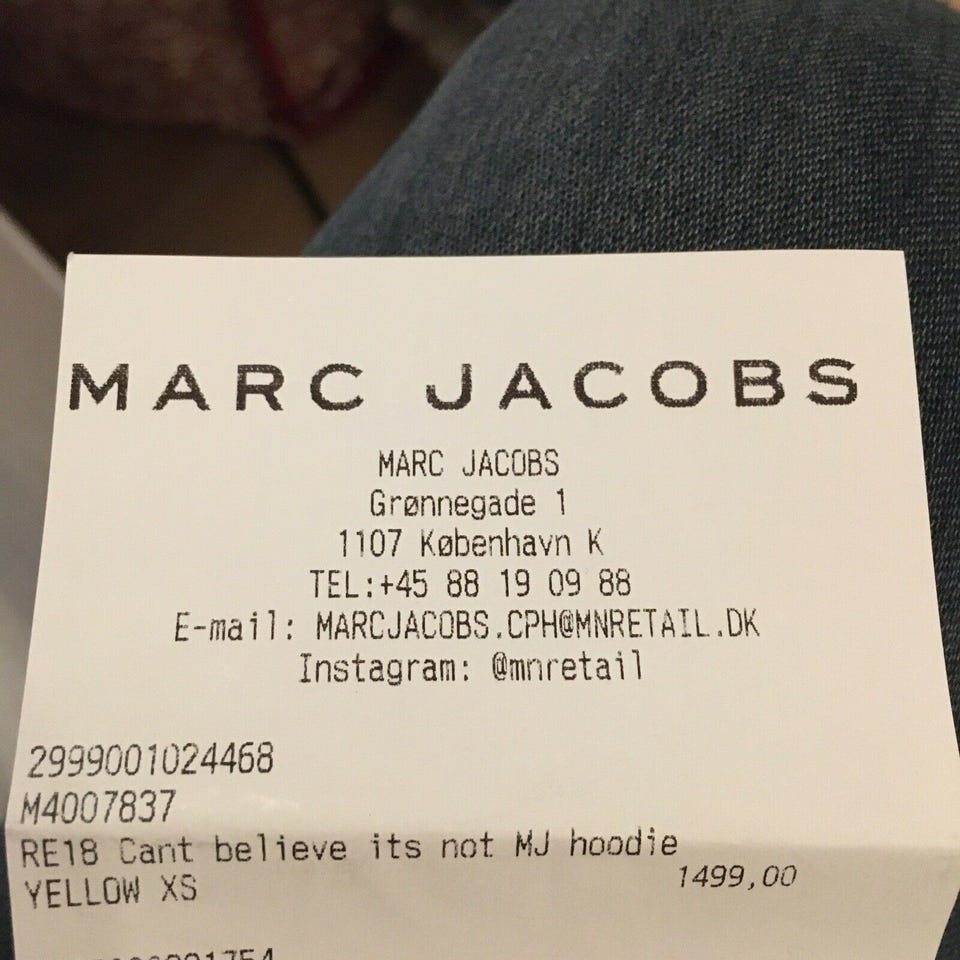 MARC JACOBS
MARC JACOBS
Grønnegade 1
1107 København K
TEL:+45 88 19 09 88
E-mail: MARCJACOBS.CPH@MNRETAIL.DK
Instagram: @mnretail
2999001024468
M4007837
RE18 Cant believe its not MJ hoodie
YELLOW XS 1499,00